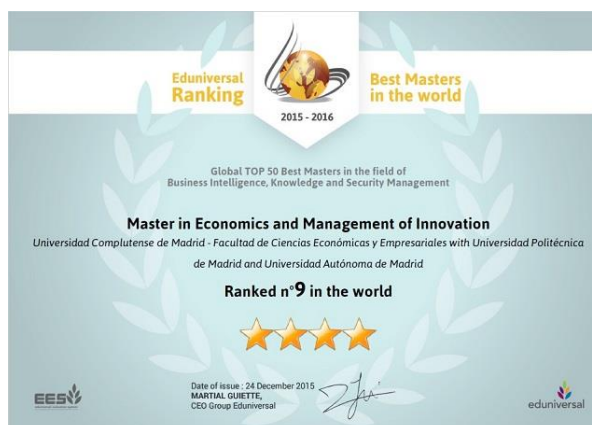 Eduniversal
Ranking
Best Masters
in the world
2015 - 2016
Global TOP 50 Best Masters in the field of
Business Intelligence, Knowledge and Security Management
Master in Economics and Management of Innovation
Universidad Complutense de Madrid - Facultad de Ciencias Económicas y Empresariales with Universidad Politécnica
de Madrid and Universidad Autónoma de Madrid
Ranked n°9 in the world
Date of issue : 24 December 2015
MARTIAL GUIETTE,
CEO Group Eduniversal
EES
eduniversal